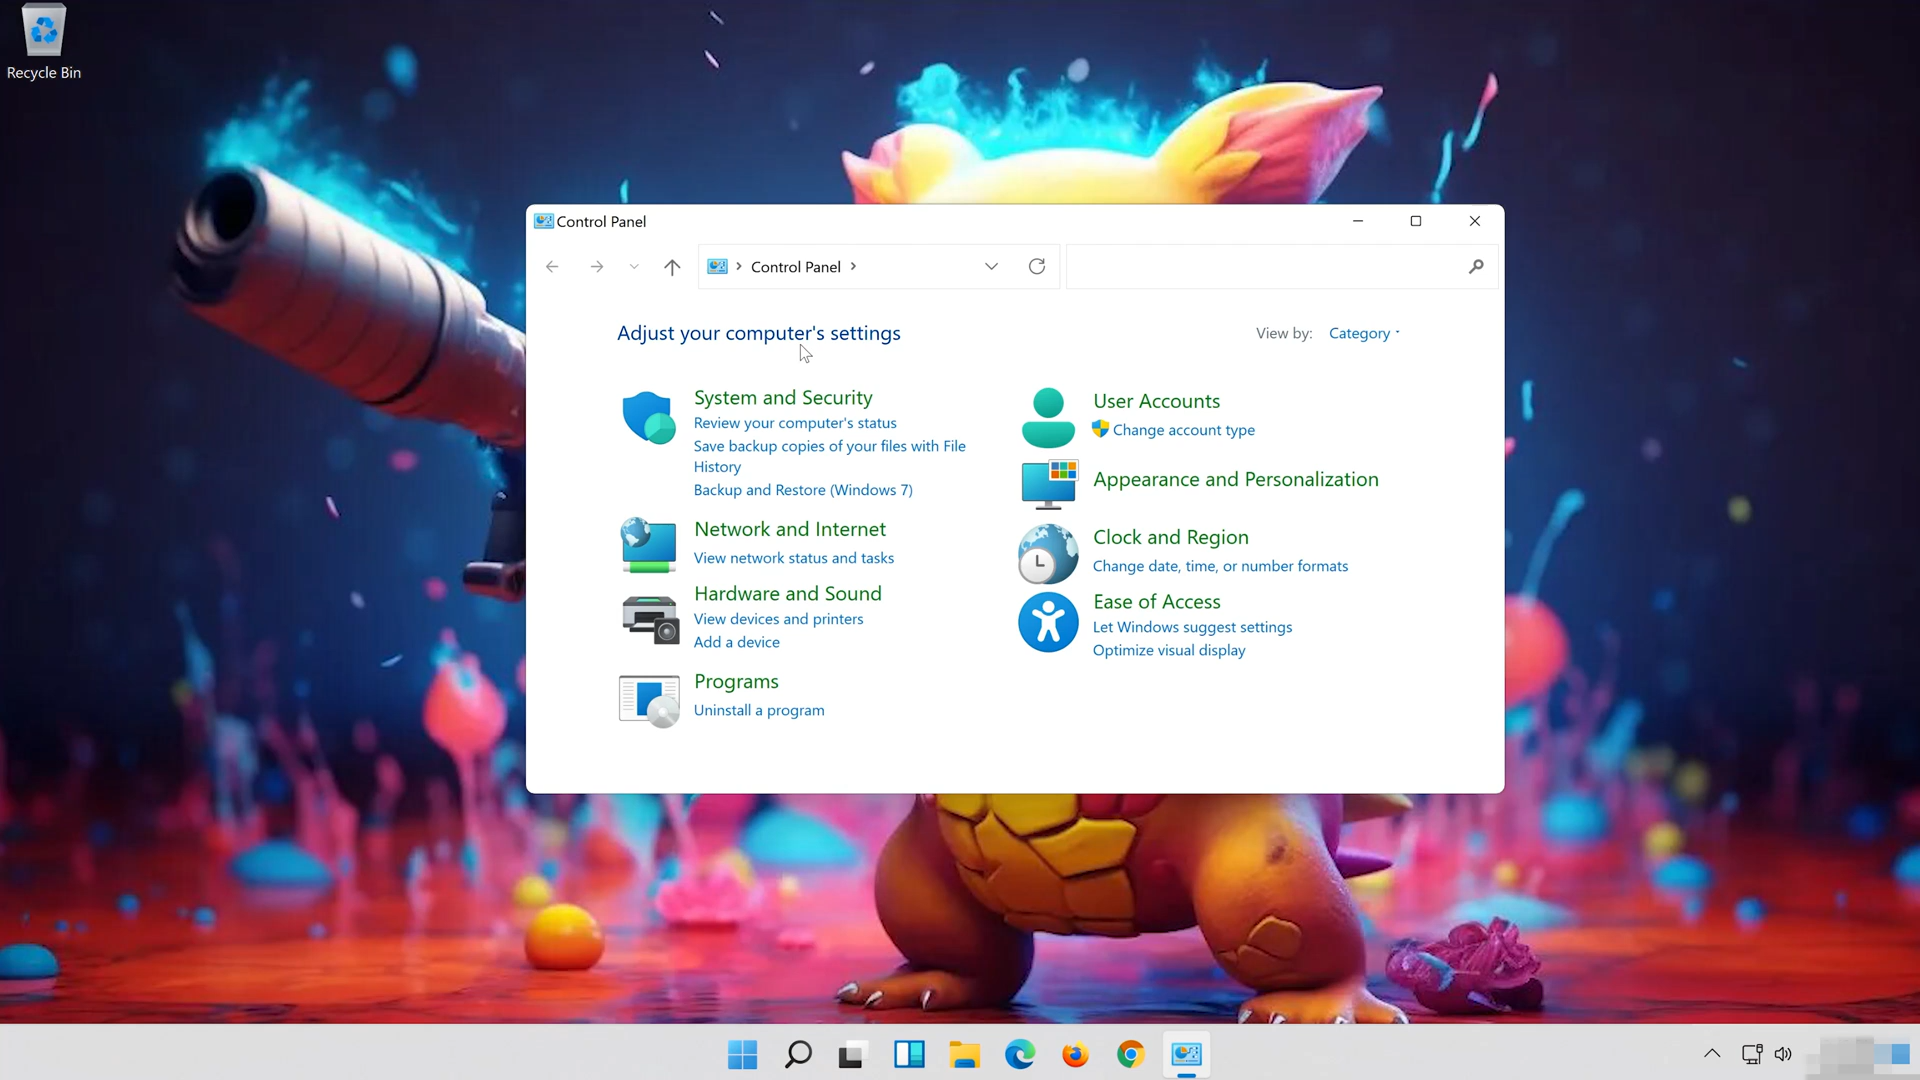 Recycle Bin
Control Panel
Control Panel
Adjust your computer's settings
View by: Category
System and Security
Review your computer's status
Save backup copies of your files with File
History
Backup and Restore (Windows 7)
Network and Internet
View network status and tasks
Hardware and Sound
View devices and printers
Add a device
Programs
Uninstall a program
User Accounts
Change account type
Appearance and Personalization
Clock and Region
Change date, time, or number formats
Ease of Access
Let Windows suggest settings
Optimize visual display